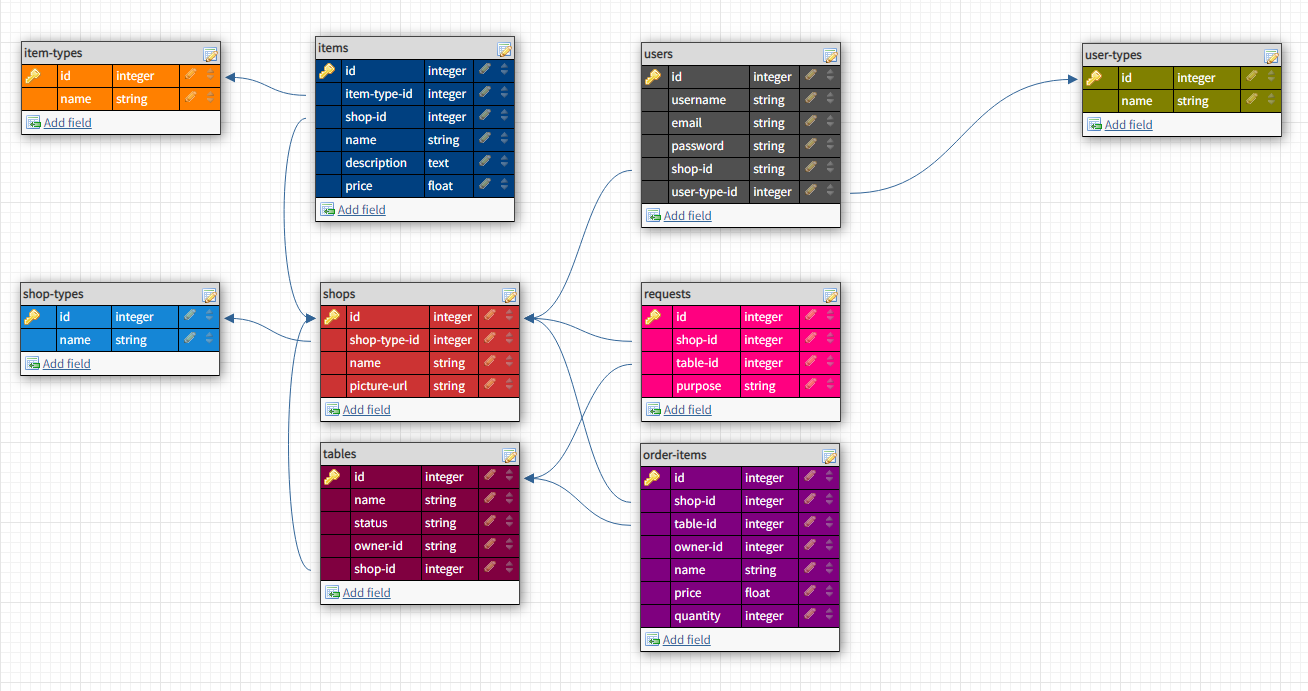 item-types
id integer
name string
Add field
items
id integer
item-type-id integer
shop-id integer
name string
description text
price float
Add field
users
id integer
username string
email string
password string
shop-id string
user-type-id integer
Add field
user-types
id integer
name string
Add field
shop-types
id integer
name string
Add field
shops
id integer
shop-type-id integer
name string
picture-url string
Add field
requests
id integer
shop-id integer
table-id integer
purpose string
Add field
tables
id integer
name string
status string
owner-id string
shop-id integer
Add field
order-items
id integer
shop-id integer
table-id integer
owner-id integer
name string
price float
quantity integer
Add field